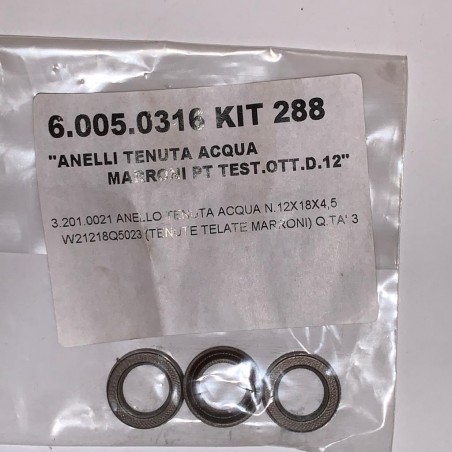 6.005.0316 KIT 288
"ANELLI TENUTA ACQUA
MARRONI PT TEST.OTT.D.12"
3.201.0021 ANELLO TENUTA ACQUA N.12X18X4,5
W21218Q5023 (TENUTE TELATE MARRONI) Q.TA' 3